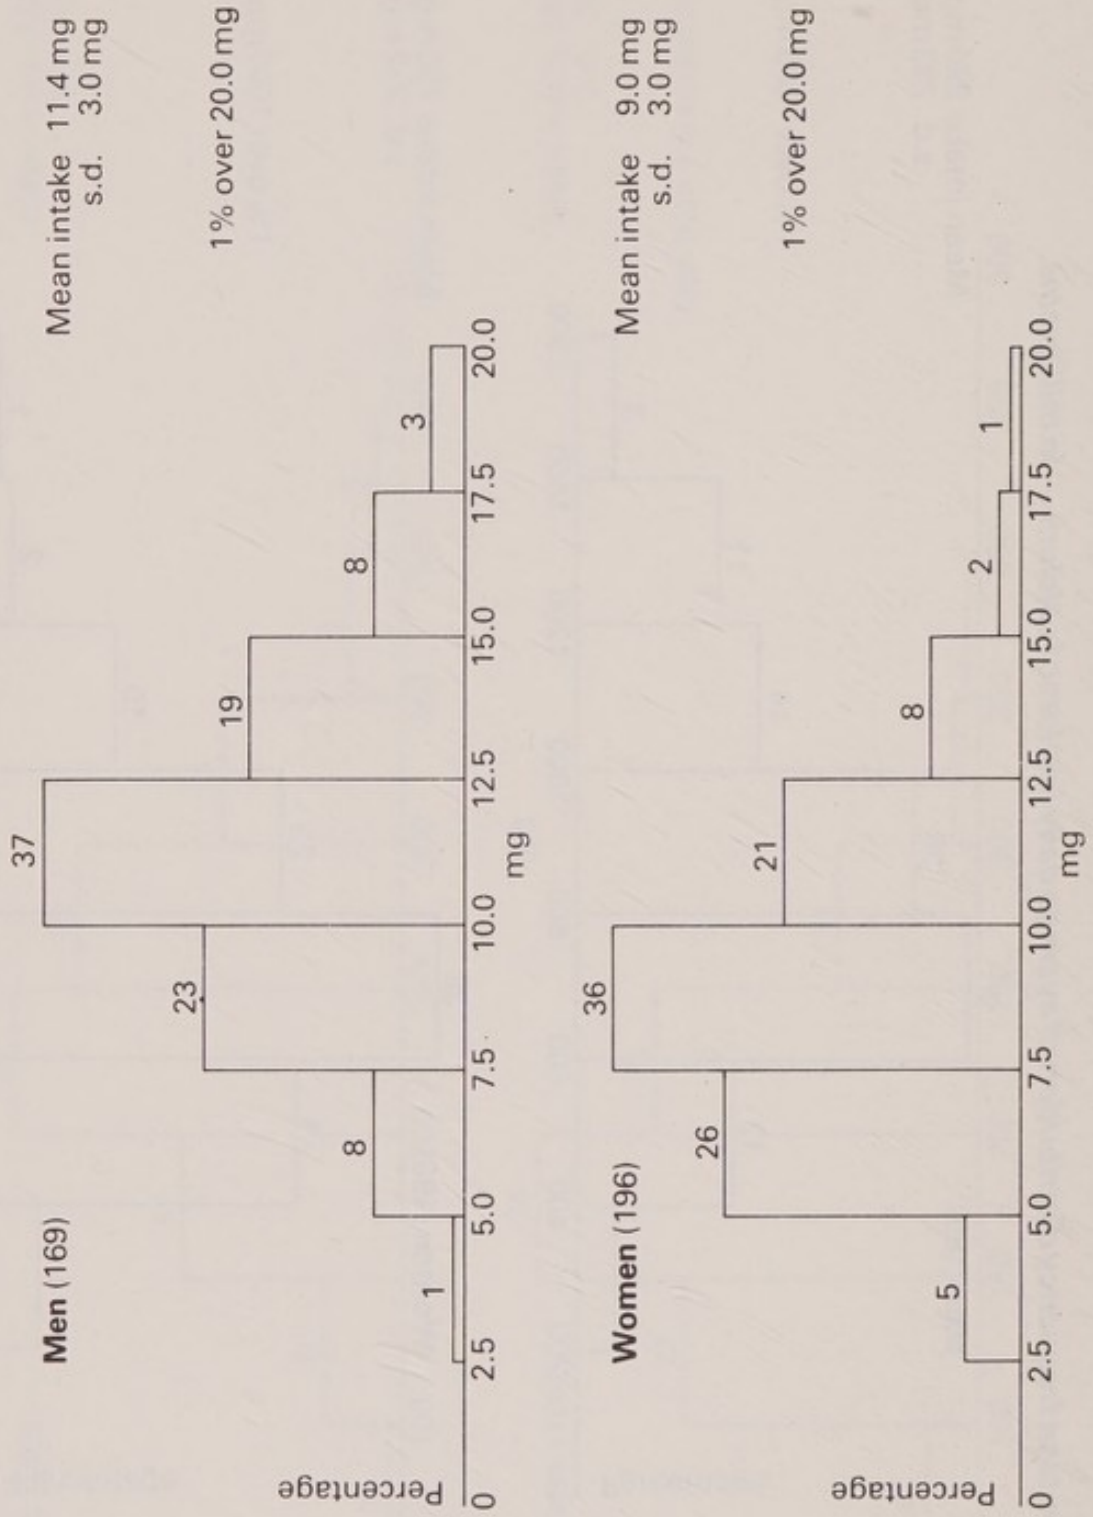 Men (169)
Mean intake 11.4 mg
s.d. 3.0 mg
1% over 20.0 mg
Percentage
1
8
23
37
19
8
3
0 2.5 5.0 7.5 10.0 12.5 15.0 17.5 20.0
mg
Women (196)
Mean intake 9.0 mg
s.d. 3.0 mg
1% over 20.0 mg
Percentage
5
26
36
21
8
2
1
0 2.5 5.0 7.5 10.0 12.5 15.0 17.5 20.0
mg